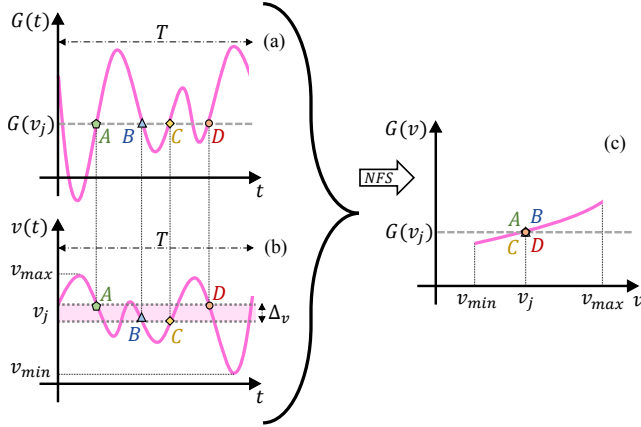 G(t)
T
(a)
G(v_j)
A
B
C
D
t
v(t)
T
(b)
v_max
A
D
v_j
B
C
Δ_v
v_min
t
NFS
G(v)
(c)
A
B
G(v_j)
C
D
v_min
v_j
v_max
v